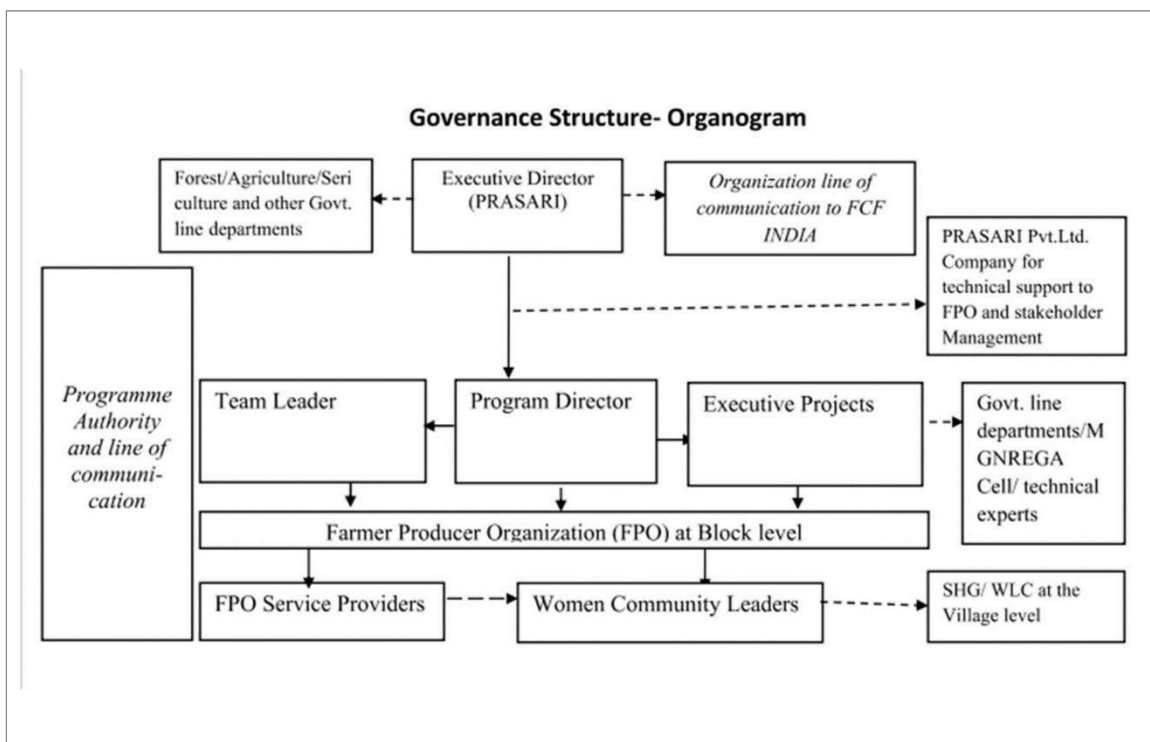 Governance Structure- Organogram
Forest/Agriculture/Seri
culture and other Govt.
line departments
Executive Director
(PRASARI)
Organization line of
communication to FCF
INDIA
PRASARI Pvt.Ltd.
Company for
technical support to
FPO and stakeholder
Management
Programme
Authority
and line of
communi-
cation
Team Leader
Program Director
Executive Projects
Govt. line
departments/M
GNREGA
Cell/ technical
experts
Farmer Producer Organization (FPO) at Block level
FPO Service Providers
Women Community Leaders
SHG/ WLC at the
Village level